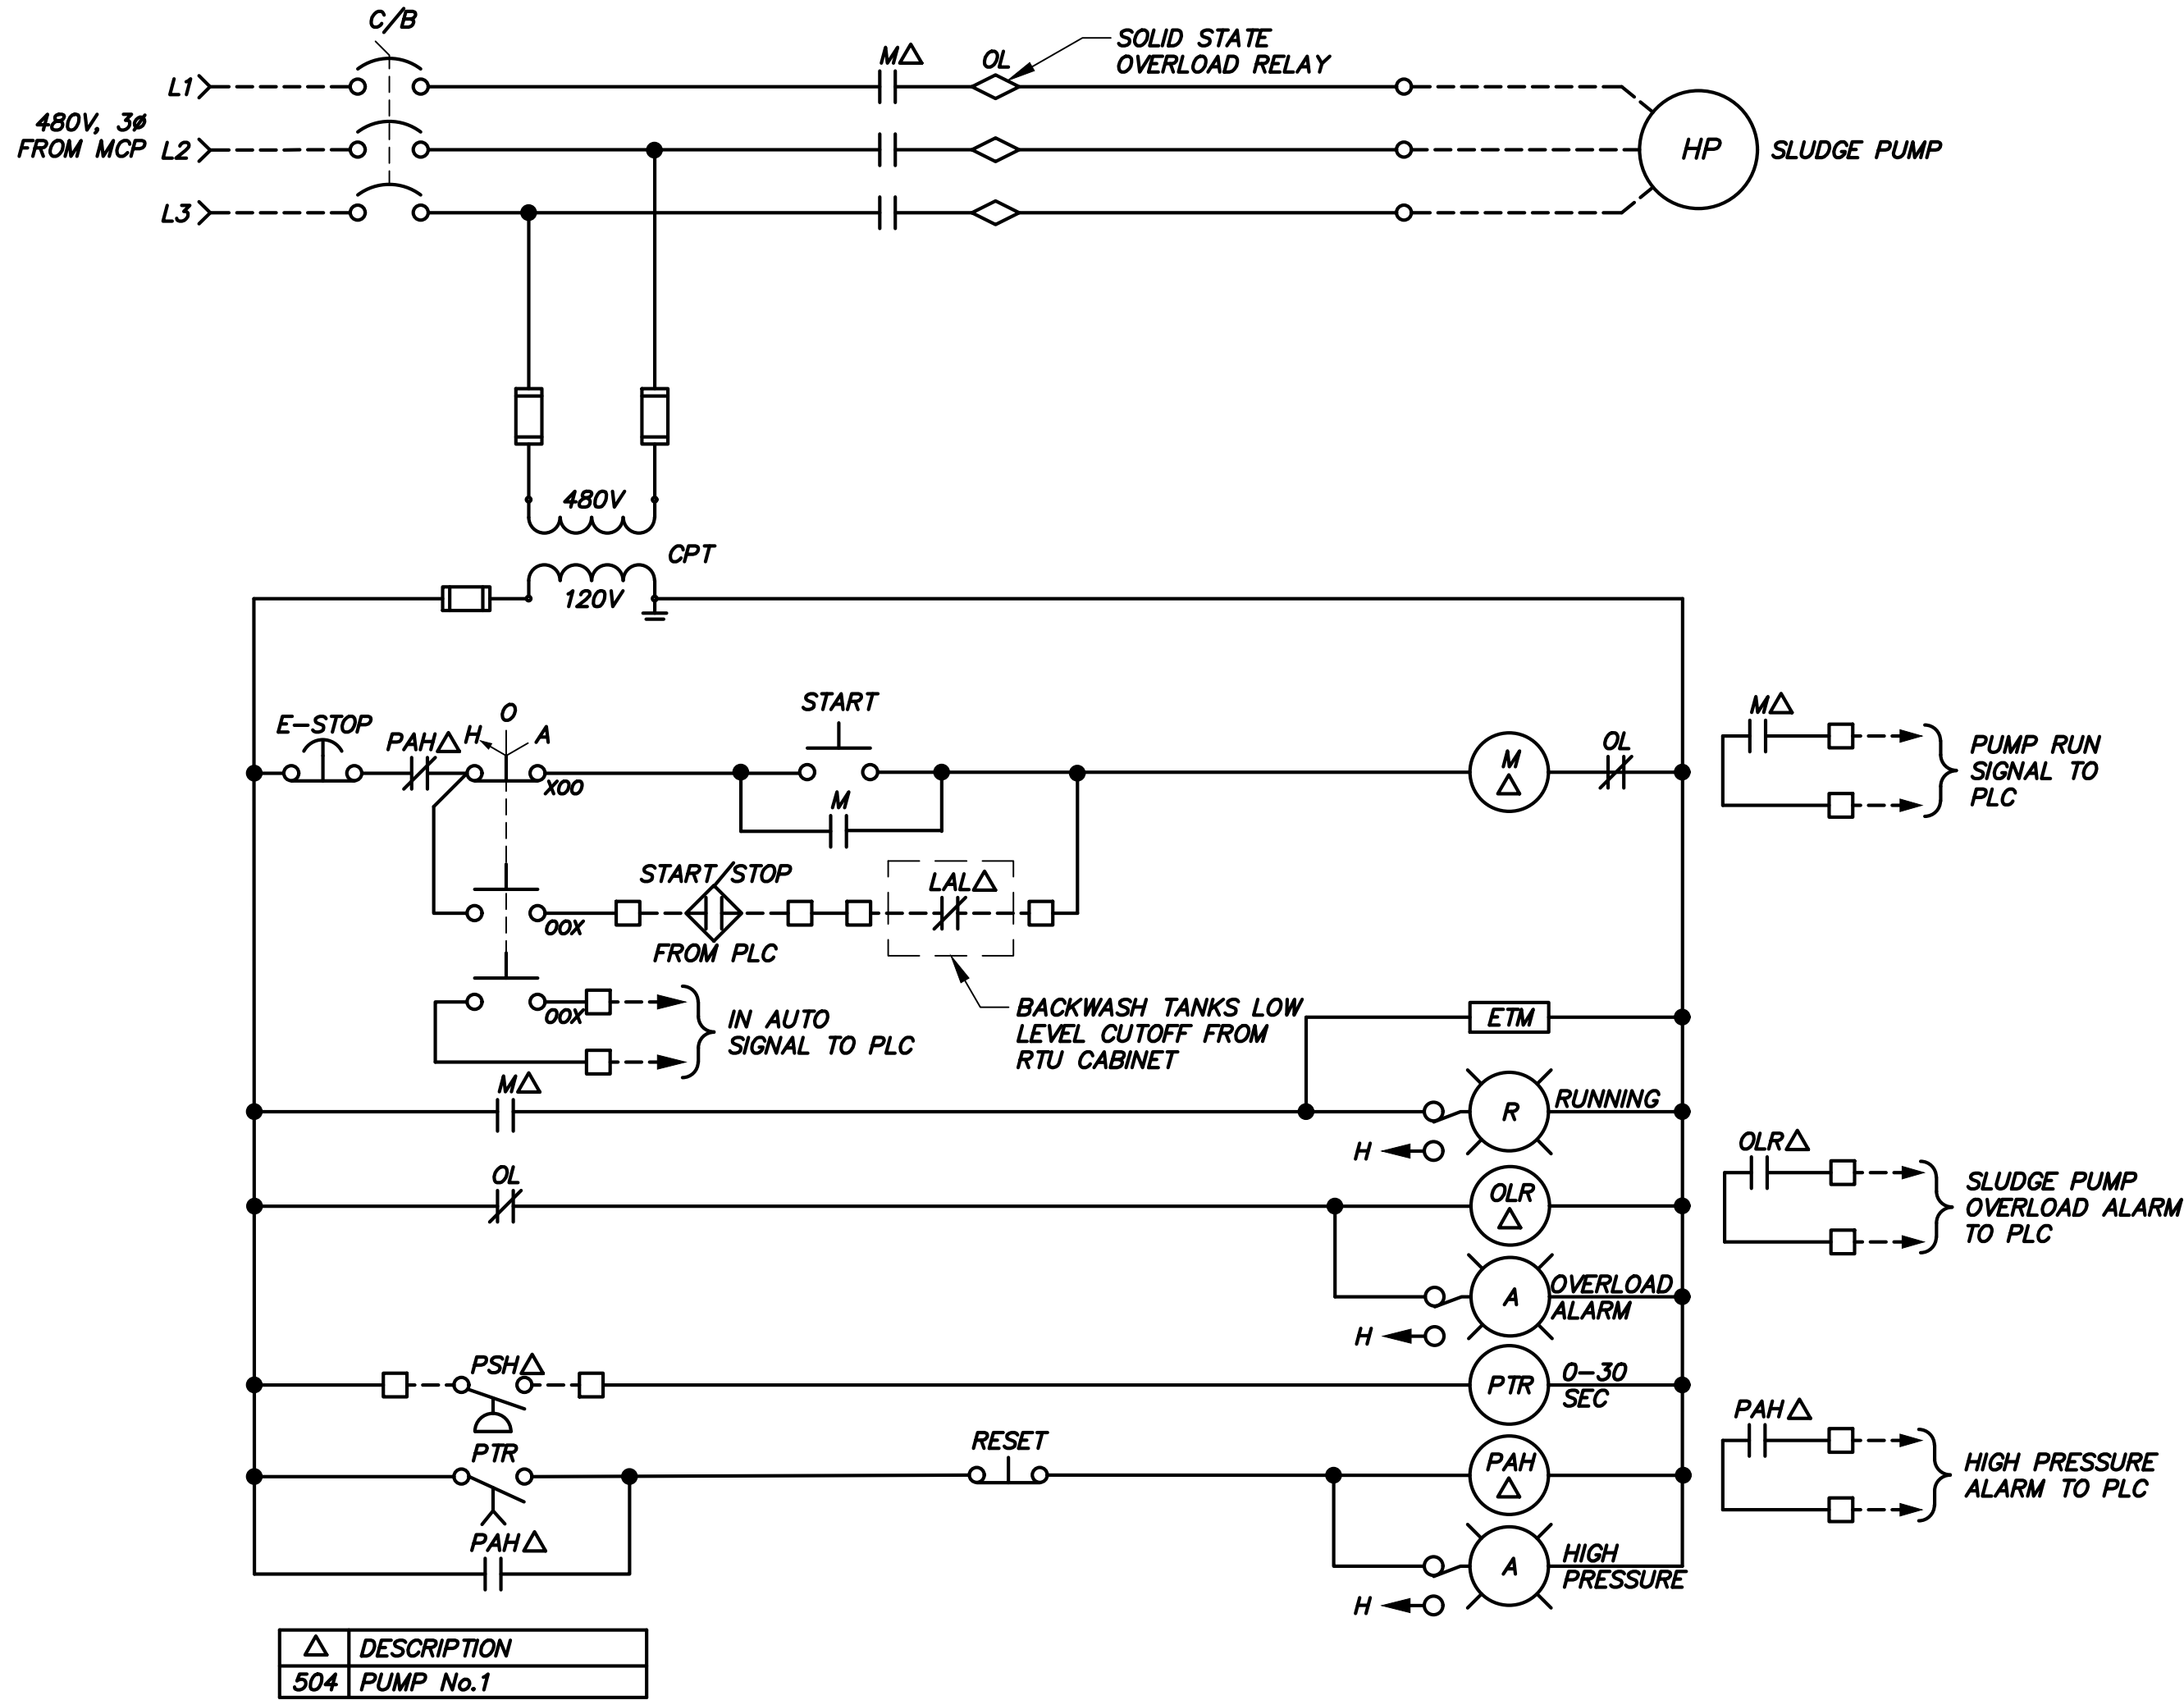 C/B
SOLID STATE
OVERLOAD RELAY
M△
OL
L1
480V, 3ø
FROM MCP
L2
L3
HP
SLUDGE PUMP
480V
CPT
120V
START
E-STOP
PAH△
H
O
A
X00
M
M
△
OL
M△
PUMP RUN
SIGNAL TO
PLC
START/STOP
LAL△
00X
FROM PLC
BACKWASH TANKS LOW
LEVEL CUTOFF FROM
RTU CABINET
00X
IN AUTO
SIGNAL TO PLC
ETM
M△
R
RUNNING
H
OL
OLR
△
OLR△
SLUDGE PUMP
OVERLOAD ALARM
TO PLC
A
OVERLOAD
ALARM
H
PSH△
PTR
0-30
SEC
PTR
RESET
PAH
△
PAH△
HIGH PRESSURE
ALARM TO PLC
PAH△
A
HIGH
PRESSURE
H
△ DESCRIPTION
504 PUMP No.1